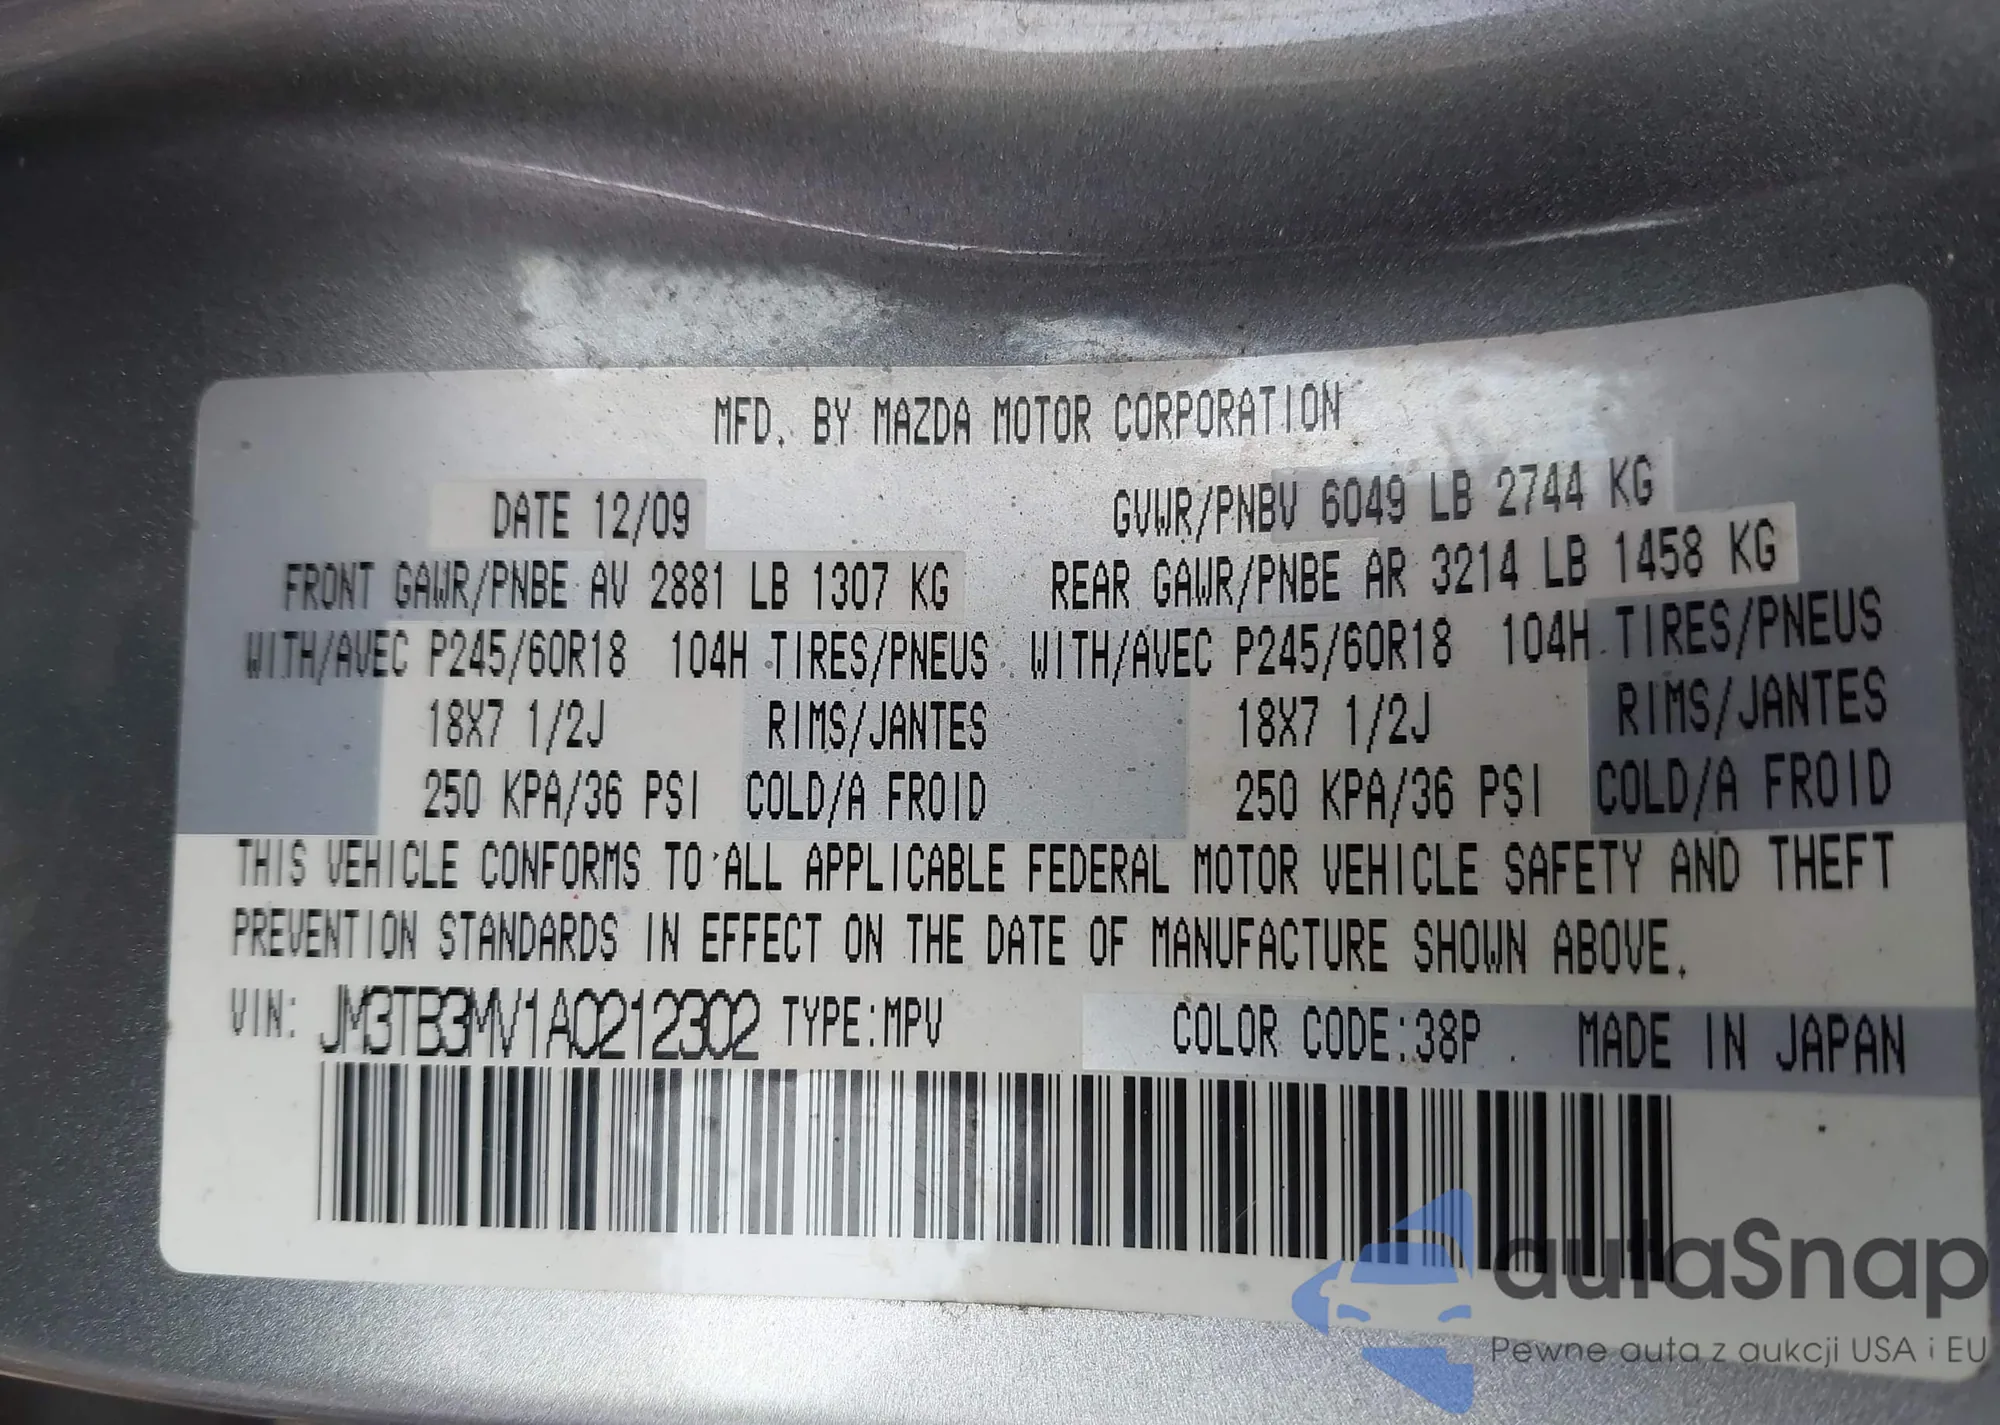 MFD. BY MAZDA MOTOR CORPORATION
DATE 12/09 GVWR/PNBV 6049 LB 2744 KG
FRONT GAWR/PNBE AV 2881 LB 1307 KG REAR GAWR/PNBE AR 3214 LB 1458 KG
WITH/AVEC P245/60R18 104H TIRES/PNEUS WITH/AVEC P245/60R18 104H TIRES/PNEUS
18X7 1/2J RIMS/JANTES 18X7 1/2J RIMS/JANTES
250 KPA/36 PSI COLD/A FROID 250 KPA/36 PSI COLD/A FROID
THIS VEHICLE CONFORMS TO ALL APPLICABLE FEDERAL MOTOR VEHICLE SAFETY AND THEFT
PREVENTION STANDARDS IN EFFECT ON THE DATE OF MANUFACTURE SHOWN ABOVE.
VIN: JM3TB3MV1A0212302 TYPE:MPV COLOR CODE:38P MADE IN JAPAN
autaSnap
Pewne auta z aukcji USA i EU